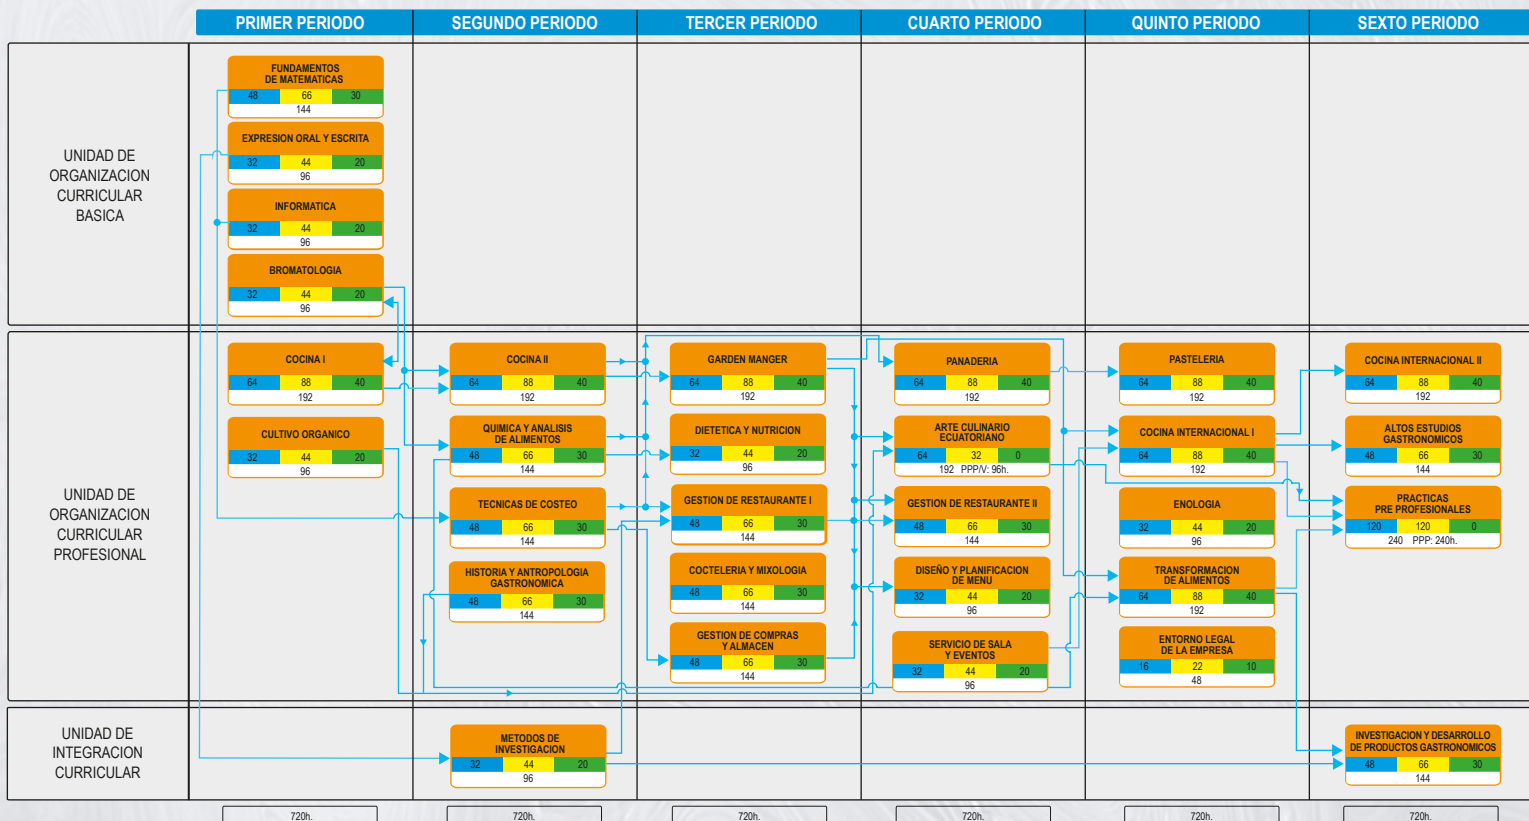 PRIMER PERIODO
SEGUNDO PERIODO
TERCER PERIODO
CUARTO PERIODO
QUINTO PERIODO
SEXTO PERIODO
UNIDAD DE
ORGANIZACION
CURRICULAR
BASICA
FUNDAMENTOS
DE MATEMATICAS
48 66 30
144
EXPRESION ORAL Y ESCRITA
32 44 20
96
INFORMATICA
32 44 20
96
BROMATOLOGIA
32 44 20
96
UNIDAD DE
ORGANIZACION
CURRICULAR
PROFESIONAL
COCINA I
64 88 40
192
CULTIVO ORGANICO
32 44 20
96
COCINA II
64 88 40
192
QUIMICA Y ANALISIS
DE ALIMENTOS
48 66 30
144
TECNICAS DE COSTEO
48 66 30
144
HISTORIA Y ANTROPOLOGIA
GASTRONOMICA
48 66 30
144
GARDEN MANGER
64 88 40
192
DIETETICA Y NUTRICION
32 44 20
96
GESTION DE RESTAURANTE I
48 66 30
144
COCTELERIA Y MIXOLOGIA
48 66 30
144
GESTION DE COMPRAS
Y ALMACEN
48 66 30
144
PANADERIA
64 88 40
192
ARTE CULINARIO
ECUATORIANO
64 32 0
192 PPP/V: 96h.
GESTION DE RESTAURANTE II
48 66 30
144
DISEÑO Y PLANIFICACION
DE MENU
32 44 20
96
SERVICIO DE SALA
Y EVENTOS
32 44 20
96
PASTELERIA
64 88 40
192
COCINA INTERNACIONAL I
64 88 40
192
ENOLOGIA
32 44 20
96
TRANSFORMACION
DE ALIMENTOS
64 88 40
192
ENTORNO LEGAL
DE LA EMPRESA
16 22 10
48
COCINA INTERNACIONAL II
64 88 40
192
ALTOS ESTUDIOS
GASTRONOMICOS
48 66 30
144
PRACTICAS
PRE PROFESIONALES
120 120 0
240 PPP: 240h.
UNIDAD DE
INTEGRACION
CURRICULAR
METODOS DE
INVESTIGACION
32 44 20
96
INVESTIGACION Y DESARROLLO
DE PRODUCTOS GASTRONOMICOS
48 66 30
144
720h.
720h.
720h.
720h.
720h.
720h.